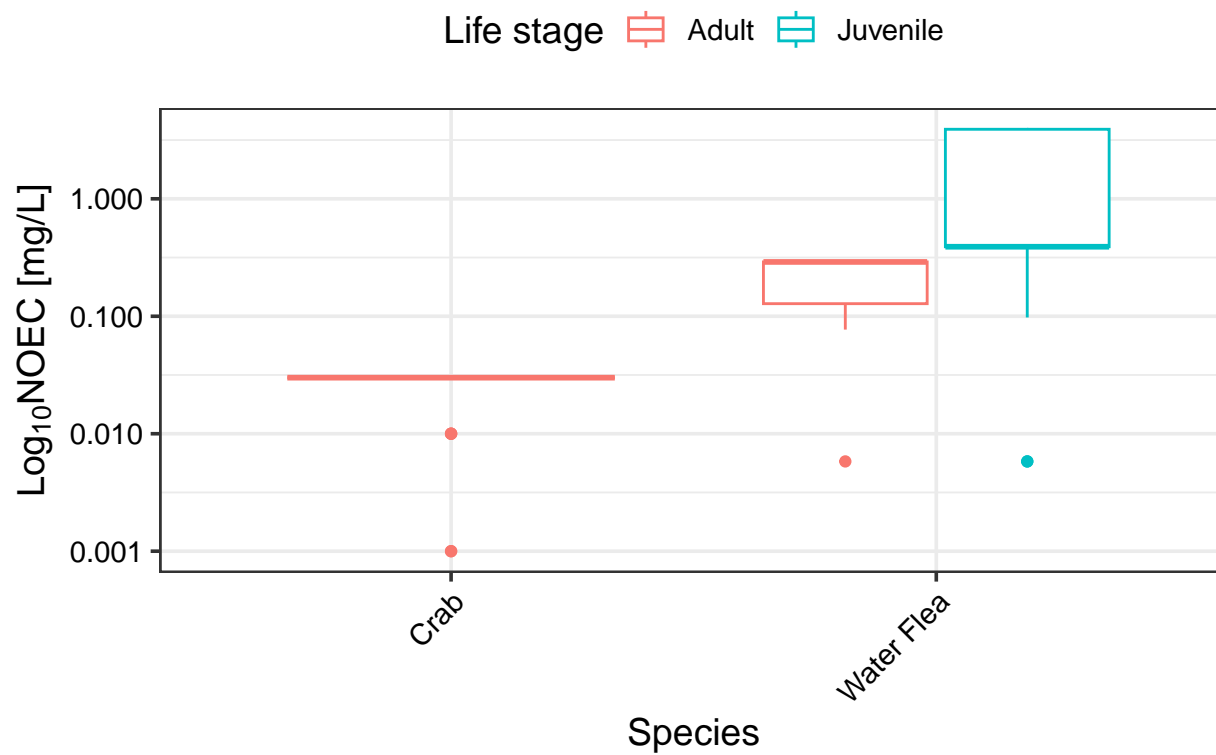 Life stage Adult Juvenile
Log₁₀NOEC [mg/L]
1.000
0.100
0.010
0.001
Crab
Water Flea
Species